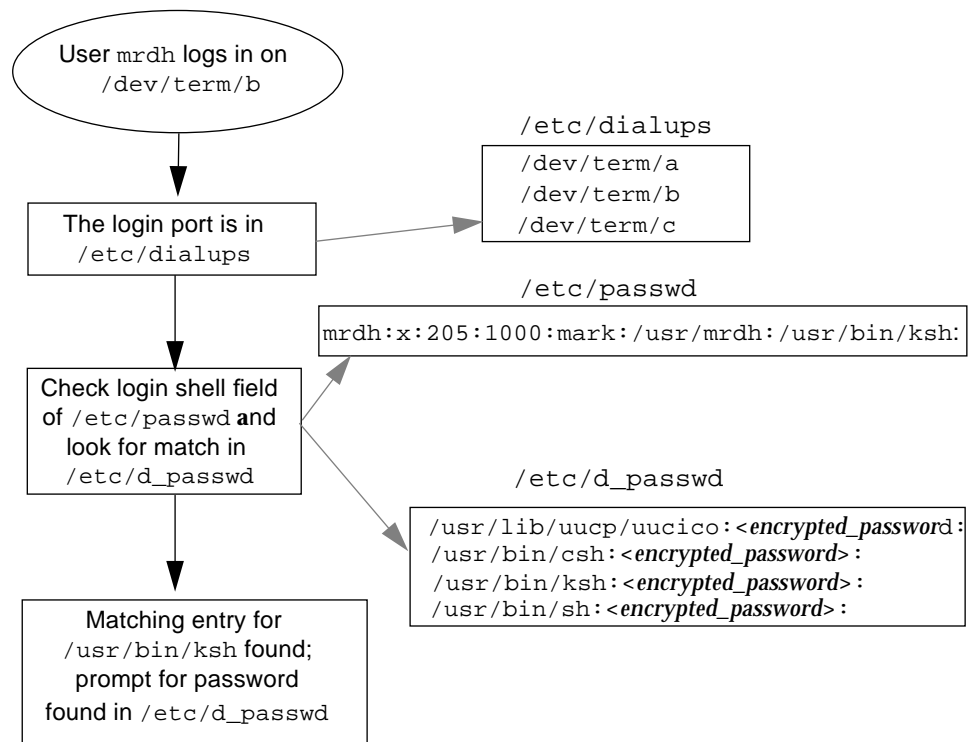 User mrdh logs in on
/dev/term/b
/etc/dialups
/dev/term/a
/dev/term/b
/dev/term/c
The login port is in
/etc/dialups
/etc/passwd
mrdh:x:205:1000:mark:/usr/mrdh:/usr/bin/ksh:
Check login shell field
of /etc/passwd and
look for match in
/etc/d_passwd
/etc/d_passwd
/usr/lib/uucp/uucico:<encrypted_password:
/usr/bin/csh:<encrypted_password>:
/usr/bin/ksh:<encrypted_password>:
/usr/bin/sh:<encrypted_password>:
Matching entry for
/usr/bin/ksh found;
prompt for password
found in /etc/d_passwd